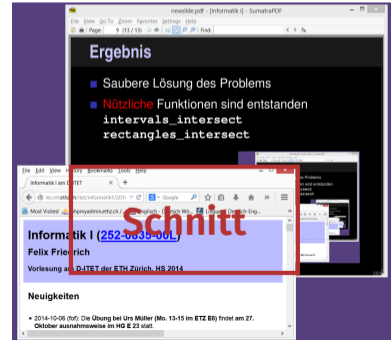 newslide.pdf - [Informatik I] - SumatraPDF
File View Go To Zoom Favorites Settings Help
Page: 9 (13 / 13) Find:
Ergebnis
Saubere Lösung des Problems
Nützliche Funktionen sind entstanden
intervals_intersect
rectangles_intersect
File Edit View History Bookmarks Tools Help
Informatik I am D-ITET
Google
Schnitt
Most Visited
Informatik I (252-0835-00L)
Felix Friedrich
Vorlesung am D-ITET der ETH Zürich, HS 2014
Neuigkeiten
2014-10-06 (fof): Die Übung bei Urs Müller (Mo. 13-15 im ETZ E6) findet am 27.
Oktober ausnahmsweise im HG E 23 statt.